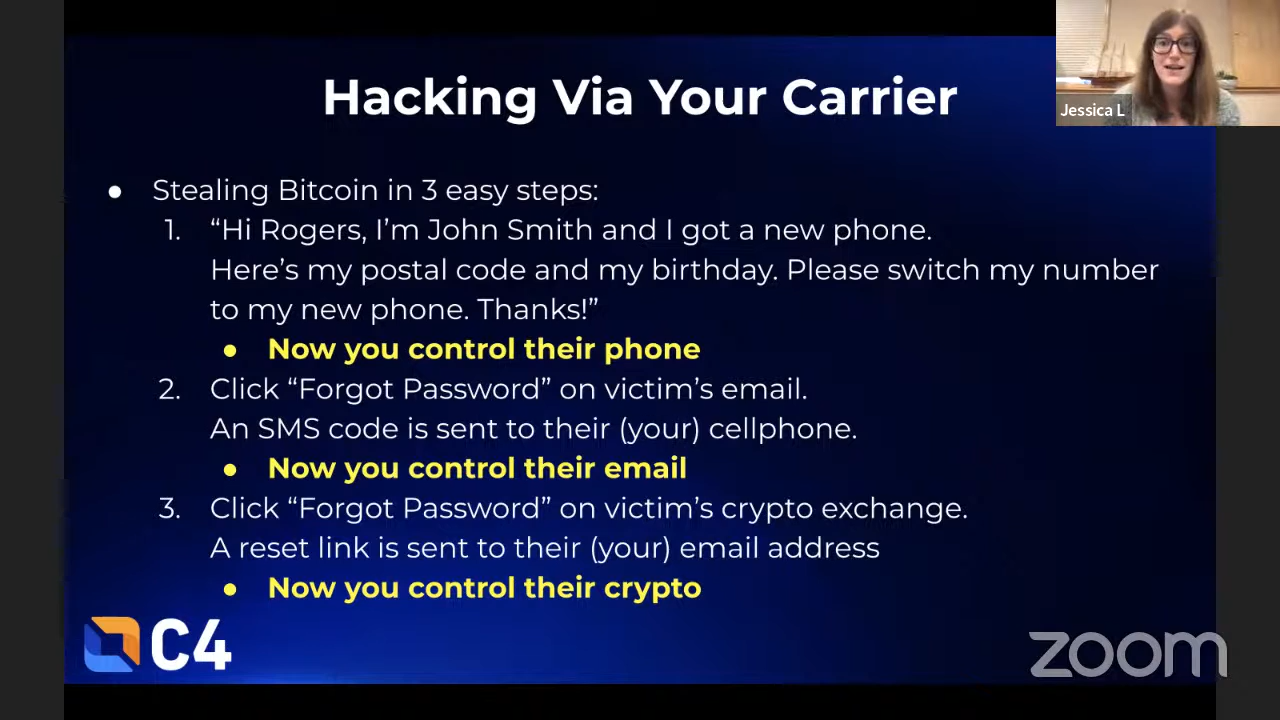 Hacking Via Your Carrier
Jessica L
● Stealing Bitcoin in 3 easy steps:
1. “Hi Rogers, I’m John Smith and I got a new phone.
Here’s my postal code and my birthday. Please switch my number
to my new phone. Thanks!”
● Now you control their phone
2. Click “Forgot Password” on victim’s email.
An SMS code is sent to their (your) cellphone.
● Now you control their email
3. Click “Forgot Password” on victim’s crypto exchange.
A reset link is sent to their (your) email address
● Now you control their crypto
C4
zoom